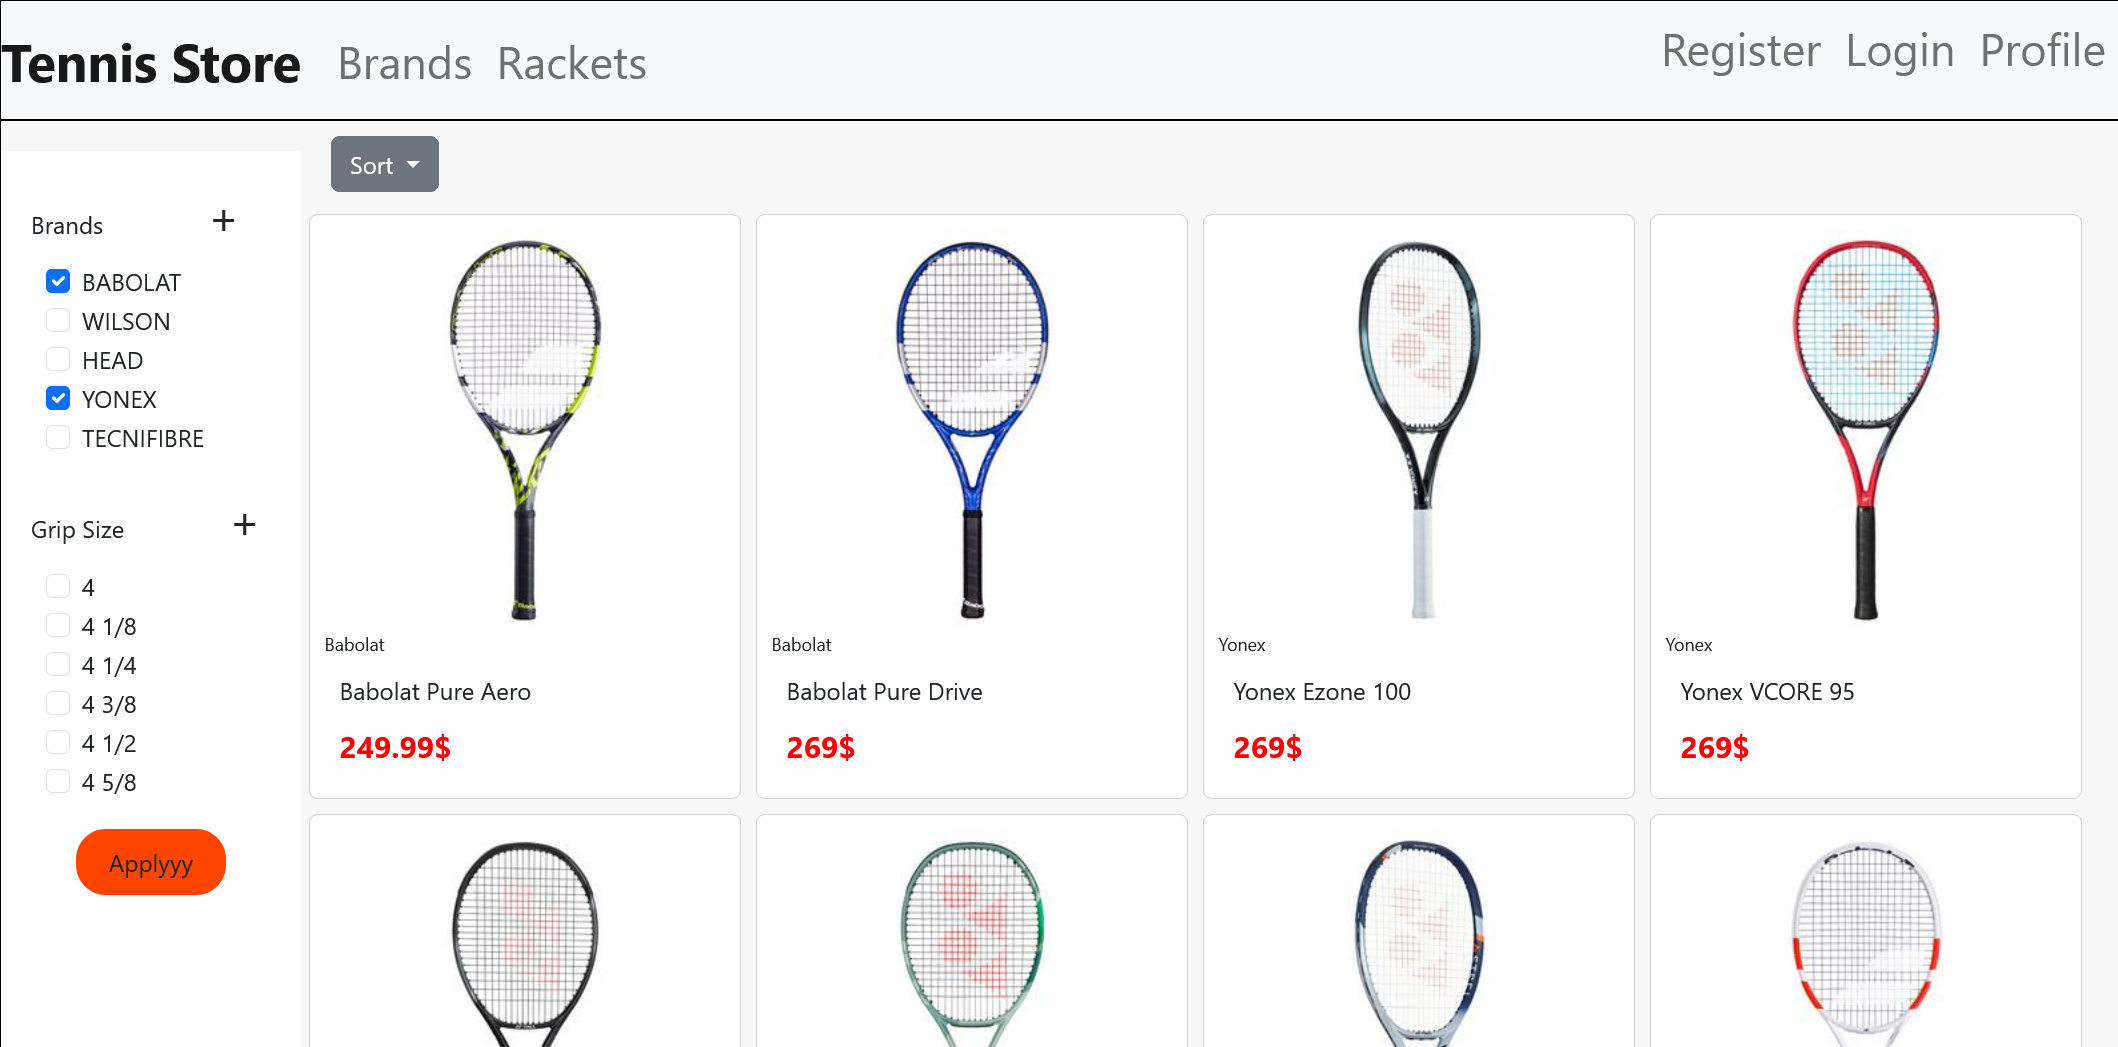 Tennis Store Brands Rackets Register Login Profile
Sort
Brands +
BABOLAT
WILSON
HEAD
YONEX
TECNIFIBRE
Grip Size +
4
4 1/8
4 1/4
4 3/8
4 1/2
4 5/8
Applyyy
Babolat
Babolat Pure Aero
249.99$
Babolat
Babolat Pure Drive
269$
Yonex
Yonex Ezone 100
269$
Yonex
Yonex VCORE 95
269$